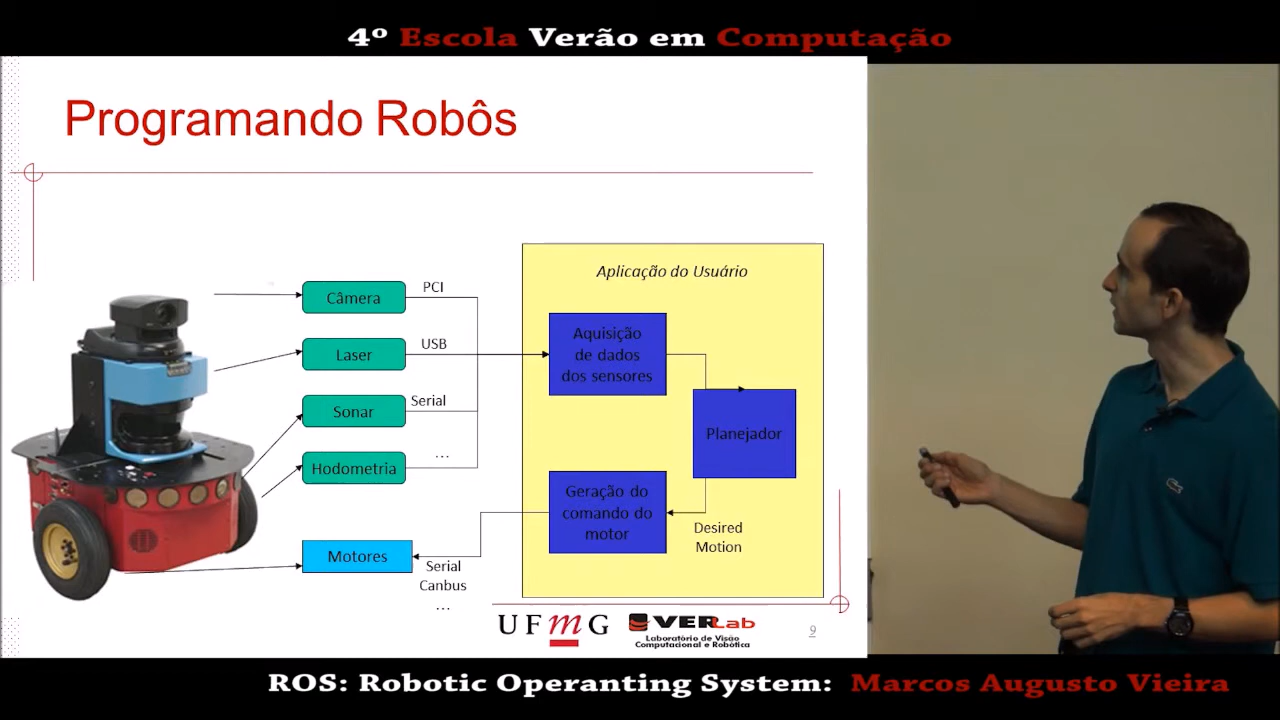 4º Escola Verão em Computação
Programando Robôs
Aplicação do Usuário
Câmera
PCI
Laser
USB
Sonar
Serial
...
Hodometria
Motores
Serial
Canbus
...
Aquisição
de dados
dos sensores
Planejador
Geração do
comando do
motor
Desired
Motion
UFmG
VERLab
Laboratório de Visão
Computacional e Robótica
9
ROS: Robotic Operanting System: Marcos Augusto Vieira